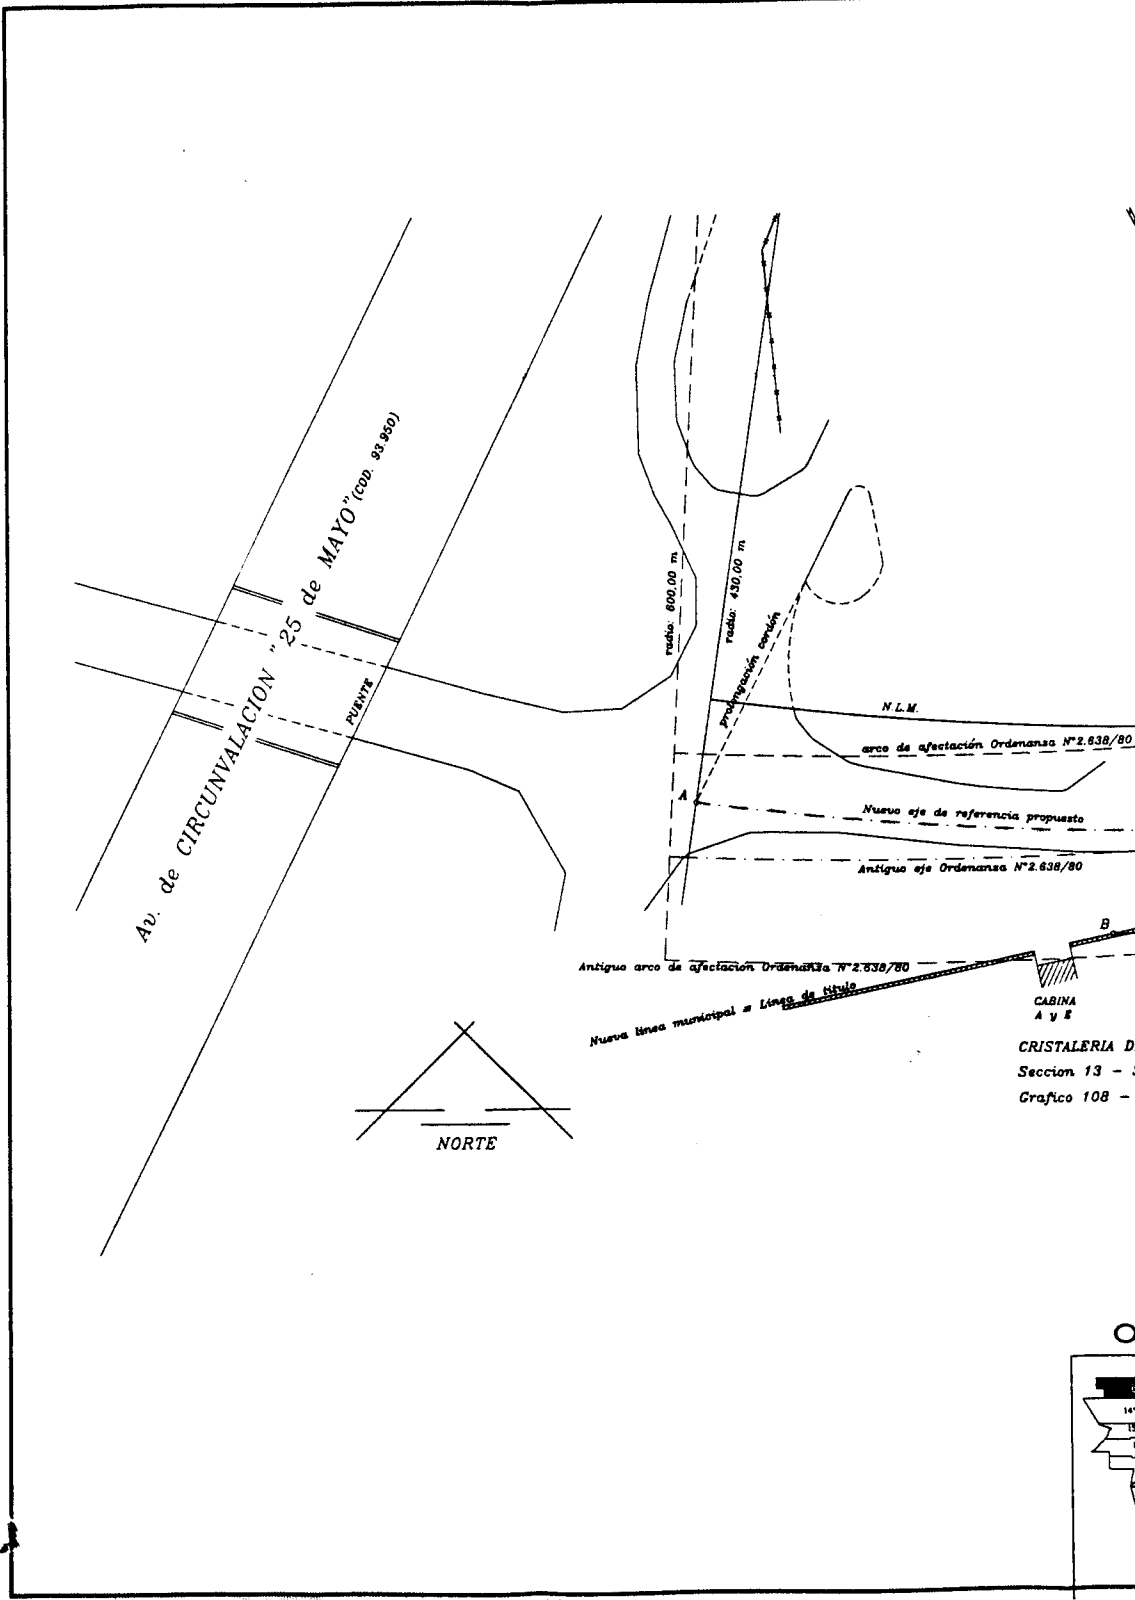 Av. de CIRCUNVALACION "25 de MAYO" (COD. 93.950)
PUENTE
radio: 600,00 m
radio: 430,00 m
prolongación cordón
N.L.M.
arco de afectación Ordenanza N°2.638/80
A
Nuevo eje de referencia propuesto
Antiguo eje Ordenanza N°2.638/80
B
Antiguo arco de afectacion Ordenanza N°2.638/80
Nueva linea municipal = Linea de titulo
CABINA
A y E
CRISTALERIA D
Seccion 13 -
Grafico 108 -
NORTE
O
14
15